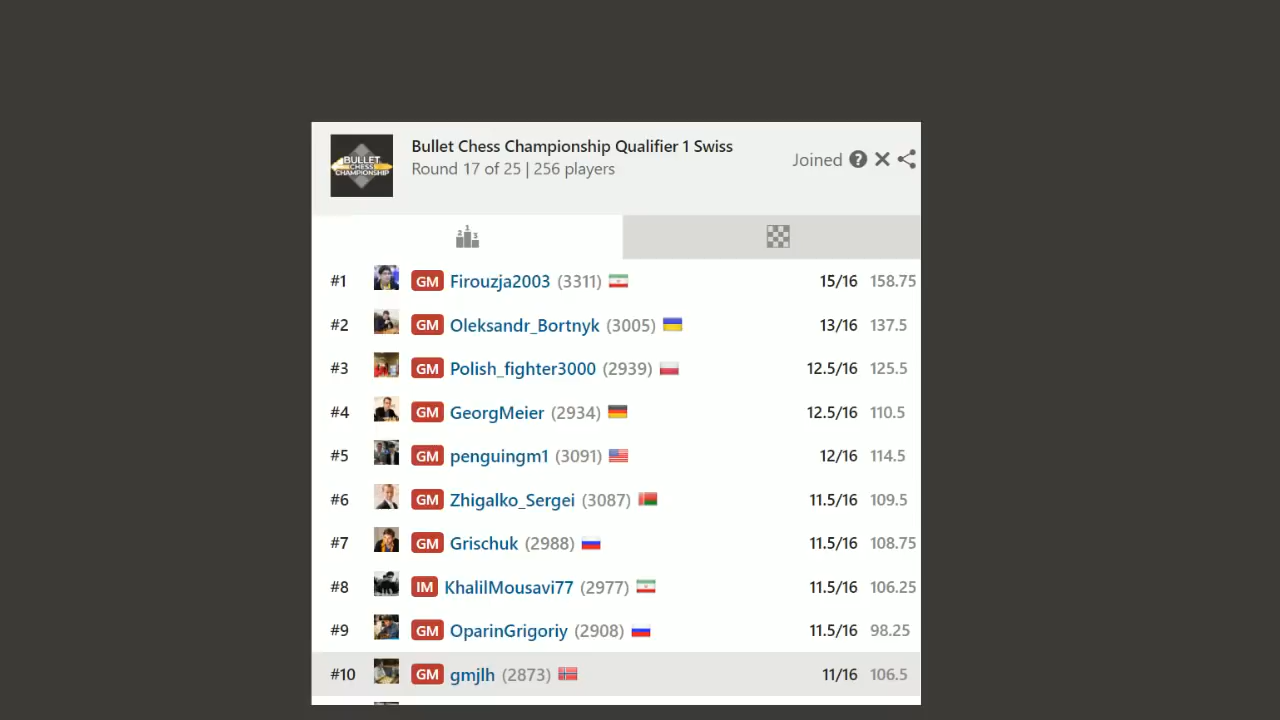 BULLET
CHESS
CHAMPIONSHIP
Bullet Chess Championship Qualifier 1 Swiss
Round 17 of 25 | 256 players
Joined ?
2 1 3
#1 GM Firouzja2003 (3311) 15/16 158.75
#2 GM Oleksandr_Bortnyk (3005) 13/16 137.5
#3 GM Polish_fighter3000 (2939) 12.5/16 125.5
#4 GM GeorgMeier (2934) 12.5/16 110.5
#5 GM penguingm1 (3091) 12/16 114.5
#6 GM Zhigalko_Sergei (3087) 11.5/16 109.5
#7 GM Grischuk (2988) 11.5/16 108.75
#8 IM KhalilMousavi77 (2977) 11.5/16 106.25
#9 GM OparinGrigoriy (2908) 11.5/16 98.25
#10 GM gmjlh (2873) 11/16 106.5